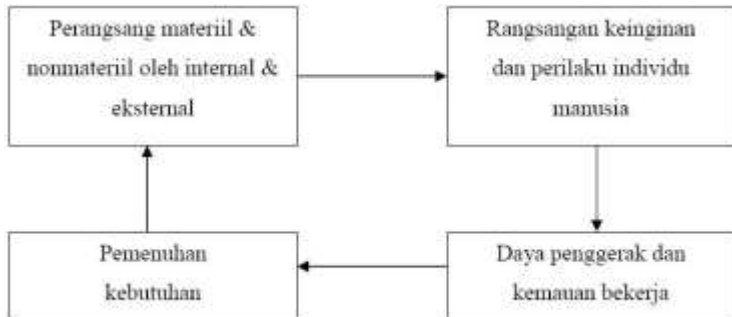 Perangsang materiil &
nonmateriil oleh internal &
eksternal
Rangsangan keinginan
dan perilaku individu
manusia
Pemenuhan
kebutuhan
Daya penggerak dan
kemauan bekerja